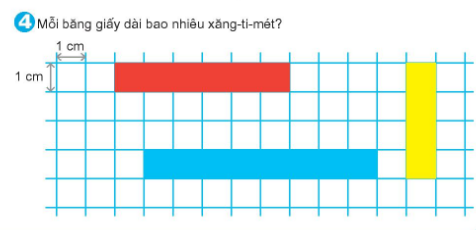 4 Mỗi băng giấy dài bao nhiêu xăng-ti-mét?
1 cm
1 cm